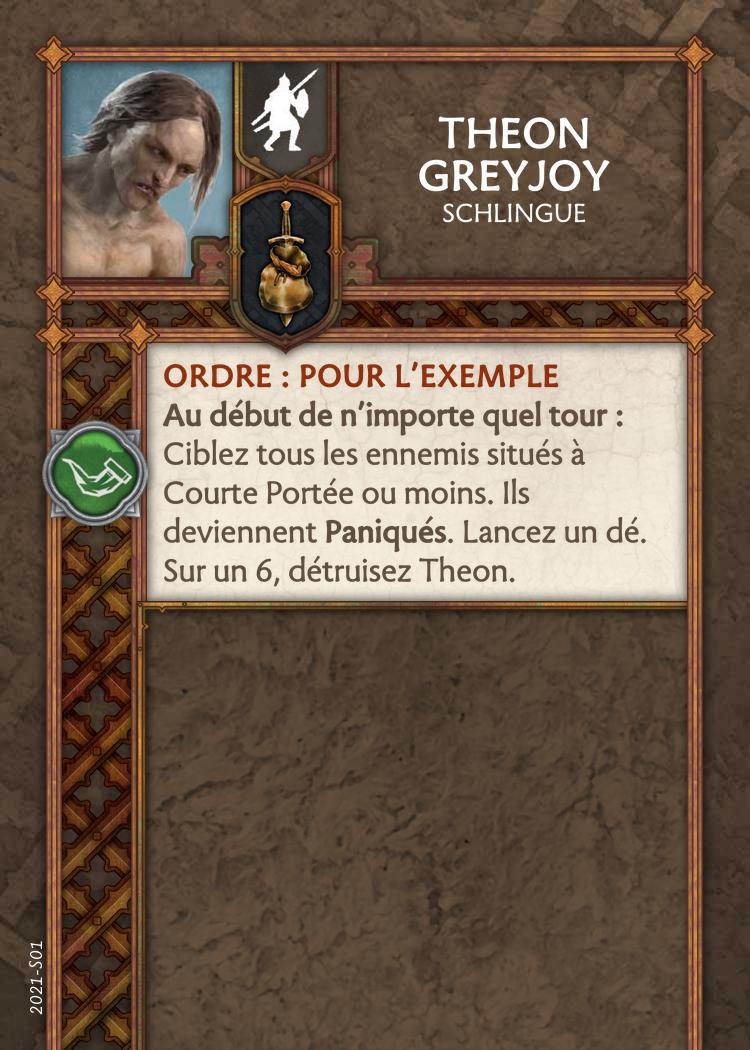 THEON
GREYJOY
SCHLINGUE
ORDRE : POUR L'EXEMPLE
Au début de n'importe quel tour :
Ciblez tous les ennemis situés à
Courte Portée ou moins. Ils
deviennent Paniqués. Lancez un dé.
Sur un 6, détruisez Theon.
2021-S01